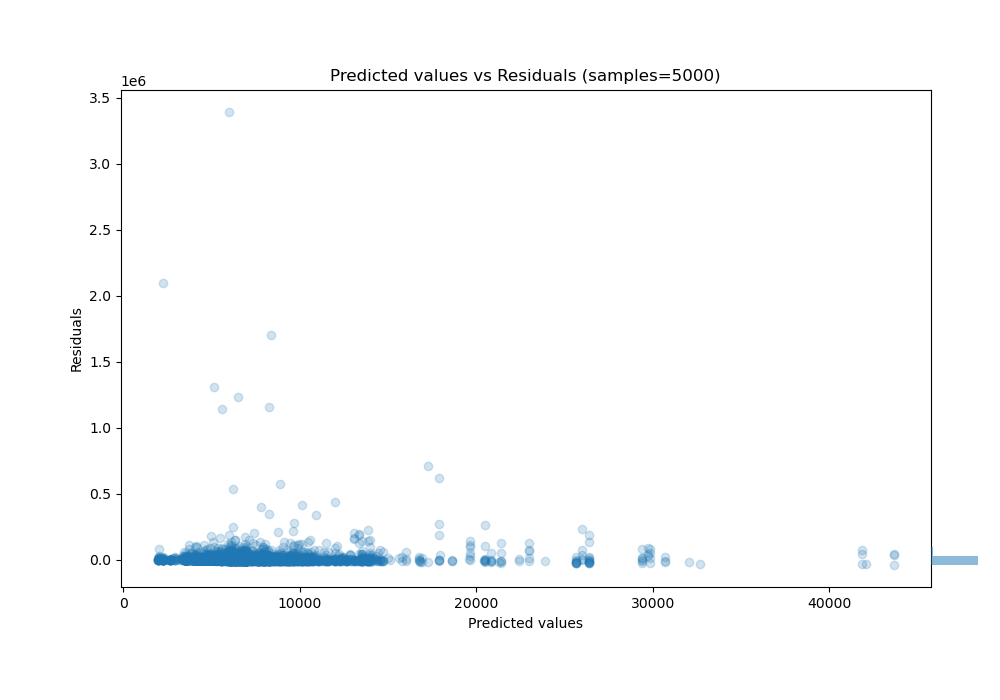 Predicted values vs Residuals (samples=5000)
1e6
3.5
3.0
2.5
2.0
1.5
1.0
0.5
0.0
Residuals
0 10000 20000 30000 40000
Predicted values